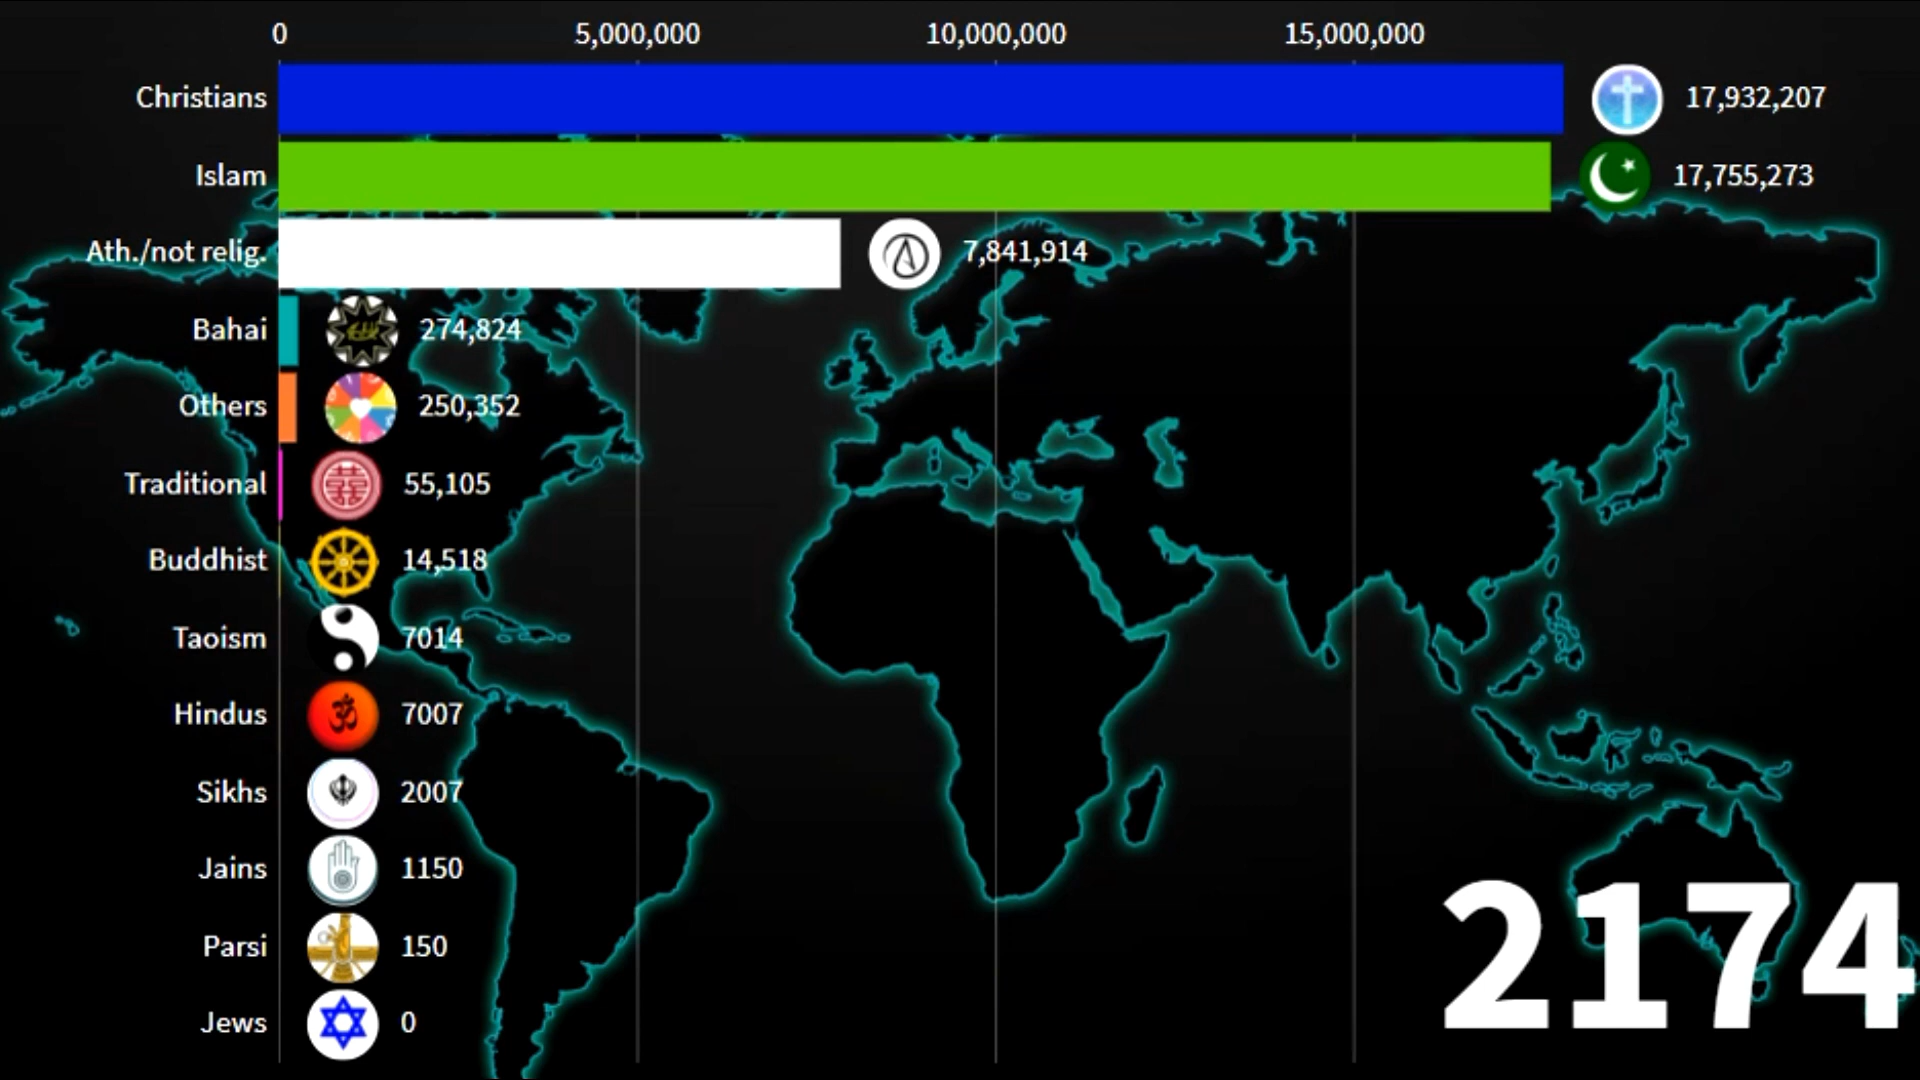 0 5,000,000 10,000,000 15,000,000
Christians 17,932,207
Islam 17,755,273
Ath./not relig. 7,841,914
Bahai 274,824
Others 250,352
Traditional 55,105
Buddhist 14,518
Taoism 7014
Hindus 7007
Sikhs 2007
Jains 1150
Parsi 150
Jews 0
2174